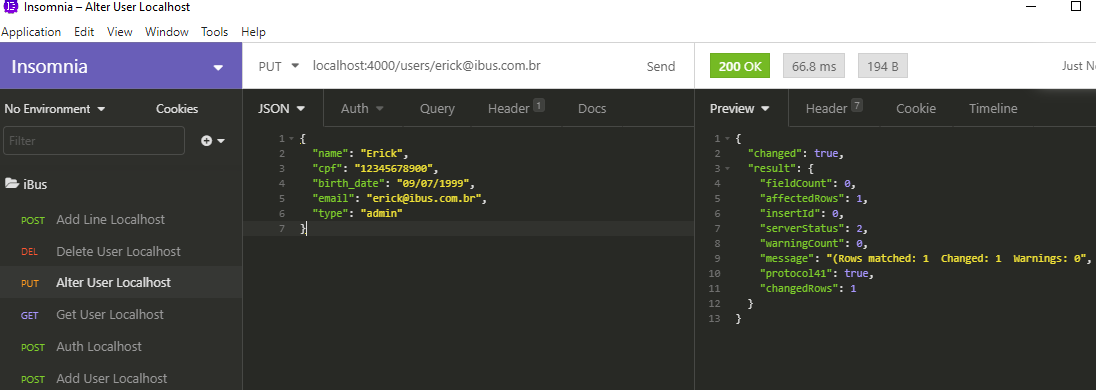 Insomnia – Alter User Localhost
Application Edit View Window Tools Help
Insomnia
PUT localhost:4000/users/erick@ibus.com.br Send
200 OK 66.8 ms 194 B Just No
No Environment Cookies
JSON Auth Query Header 1 Docs
Preview Header 7 Cookie Timeline
Filter
iBus
POST Add Line Localhost
DEL Delete User Localhost
PUT Alter User Localhost
GET Get User Localhost
POST Auth Localhost
POST Add User Localhost
1 {
2 "name": "Erick",
3 "cpf": "12345678900",
4 "birth_date": "09/07/1999",
5 "email": "erick@ibus.com.br",
6 "type": "admin"
7 }
1 {
2 "changed": true,
3 "result": {
4 "fieldCount": 0,
5 "affectedRows": 1,
6 "insertId": 0,
7 "serverStatus": 2,
8 "warningCount": 0,
9 "message": "(Rows matched: 1  Changed: 1  Warnings: 0",
10 "protocol41": true,
11 "changedRows": 1
12 }
13 }